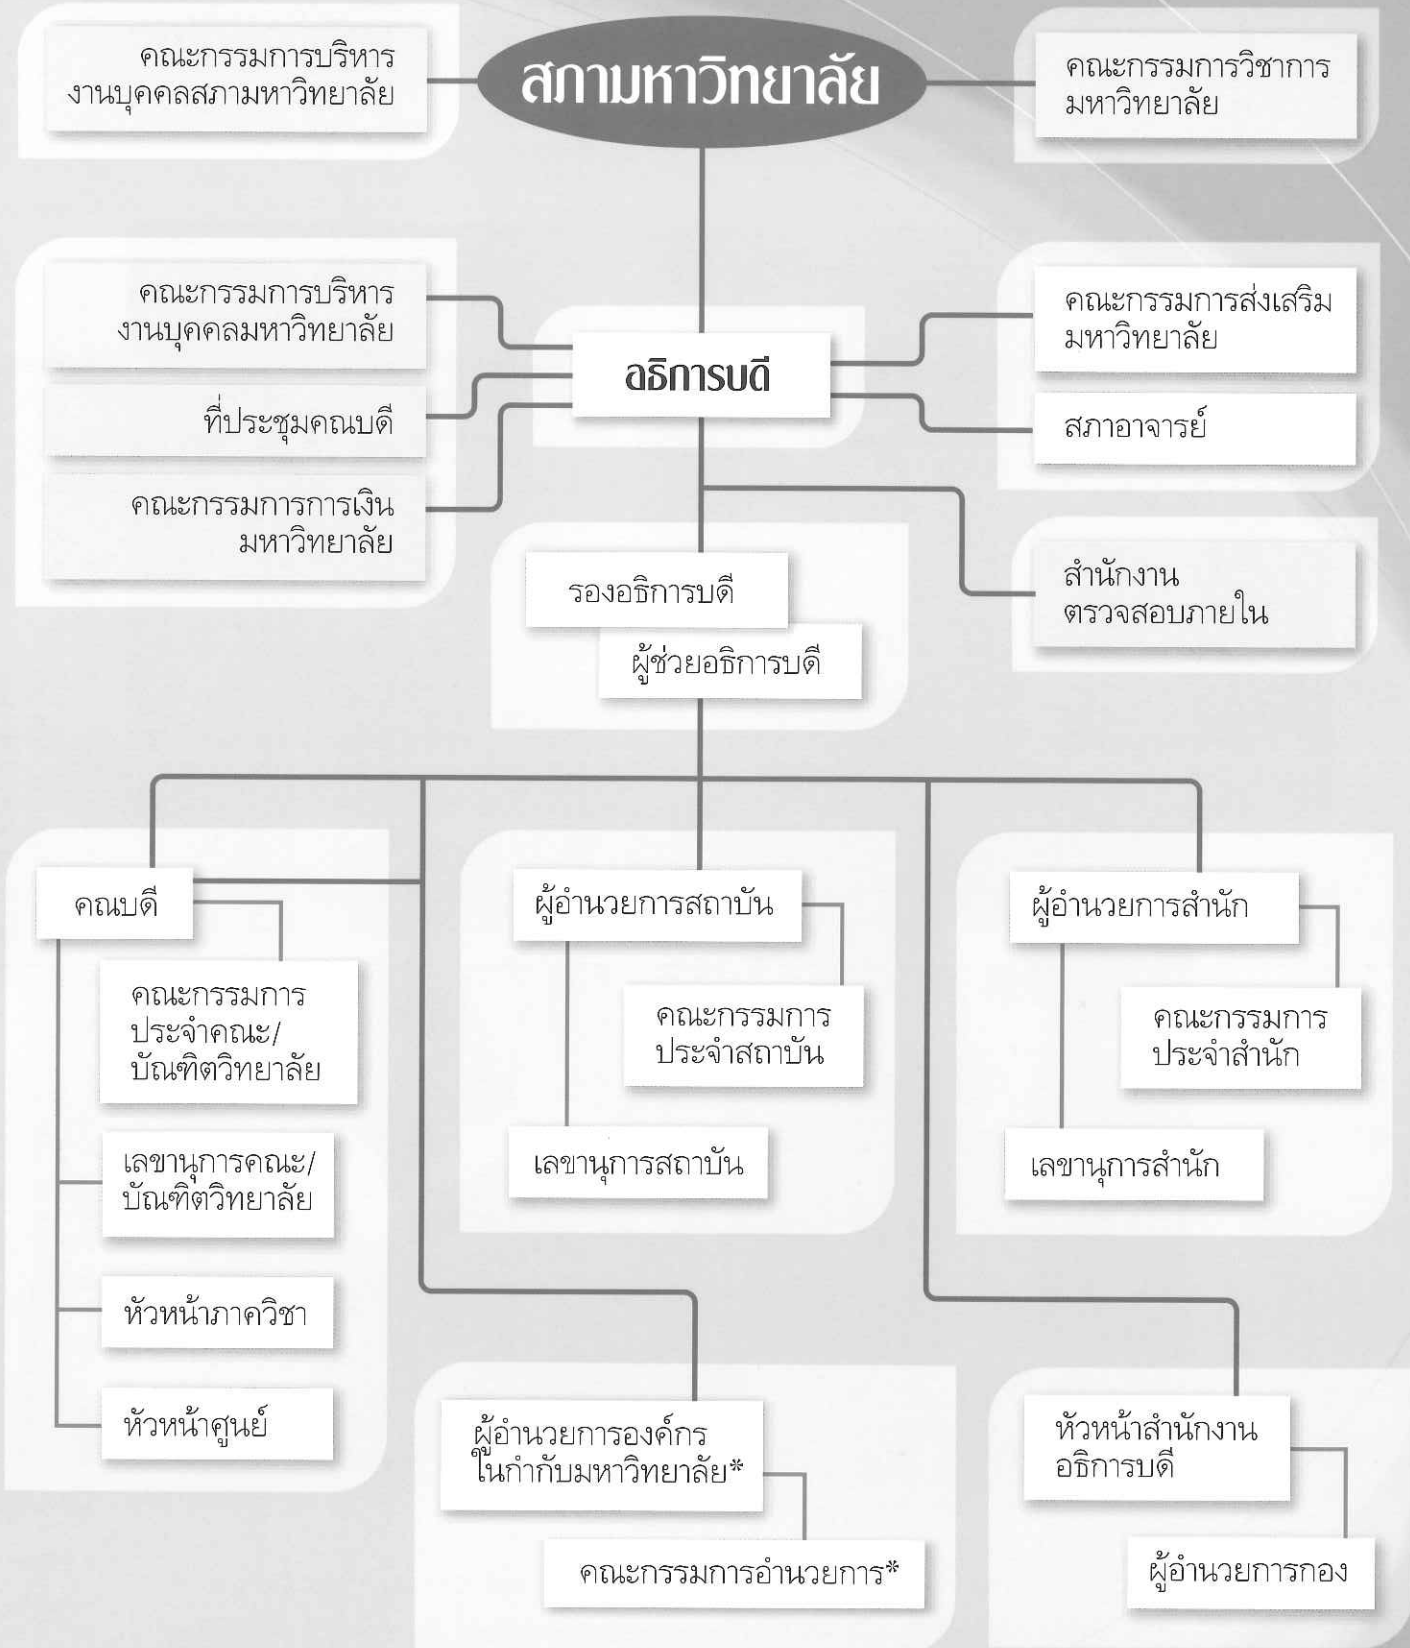 คณะกรรมการบริหาร
งานบุคคลสภามหาวิทยาลัย
สภามหาวิทยาลัย
คณะกรรมการวิชาการ
มหาวิทยาลัย
คณะกรรมการบริหาร
งานบุคคลมหาวิทยาลัย
ที่ประชุมคณบดี
คณะกรรมการการเงิน
มหาวิทยาลัย
อธิการบดี
คณะกรรมการส่งเสริม
มหาวิทยาลัย
สภาอาจารย์
สำนักงาน
ตรวจสอบภายใน
รองอธิการบดี
ผู้ช่วยอธิการบดี
คณบดี
คณะกรรมการ
ประจำคณะ/
บัณฑิตวิทยาลัย
เลขานุการคณะ/
บัณฑิตวิทยาลัย
หัวหน้าภาควิชา
หัวหน้าศูนย์
ผู้อำนวยการสถาบัน
คณะกรรมการ
ประจำสถาบัน
เลขานุการสถาบัน
ผู้อำนวยการสำนัก
คณะกรรมการ
ประจำสำนัก
เลขานุการสำนัก
ผู้อำนวยการองค์กร
ในกำกับมหาวิทยาลัย*
คณะกรรมการอำนวยการ*
หัวหน้าสำนักงาน
อธิการบดี
ผู้อำนวยการกอง